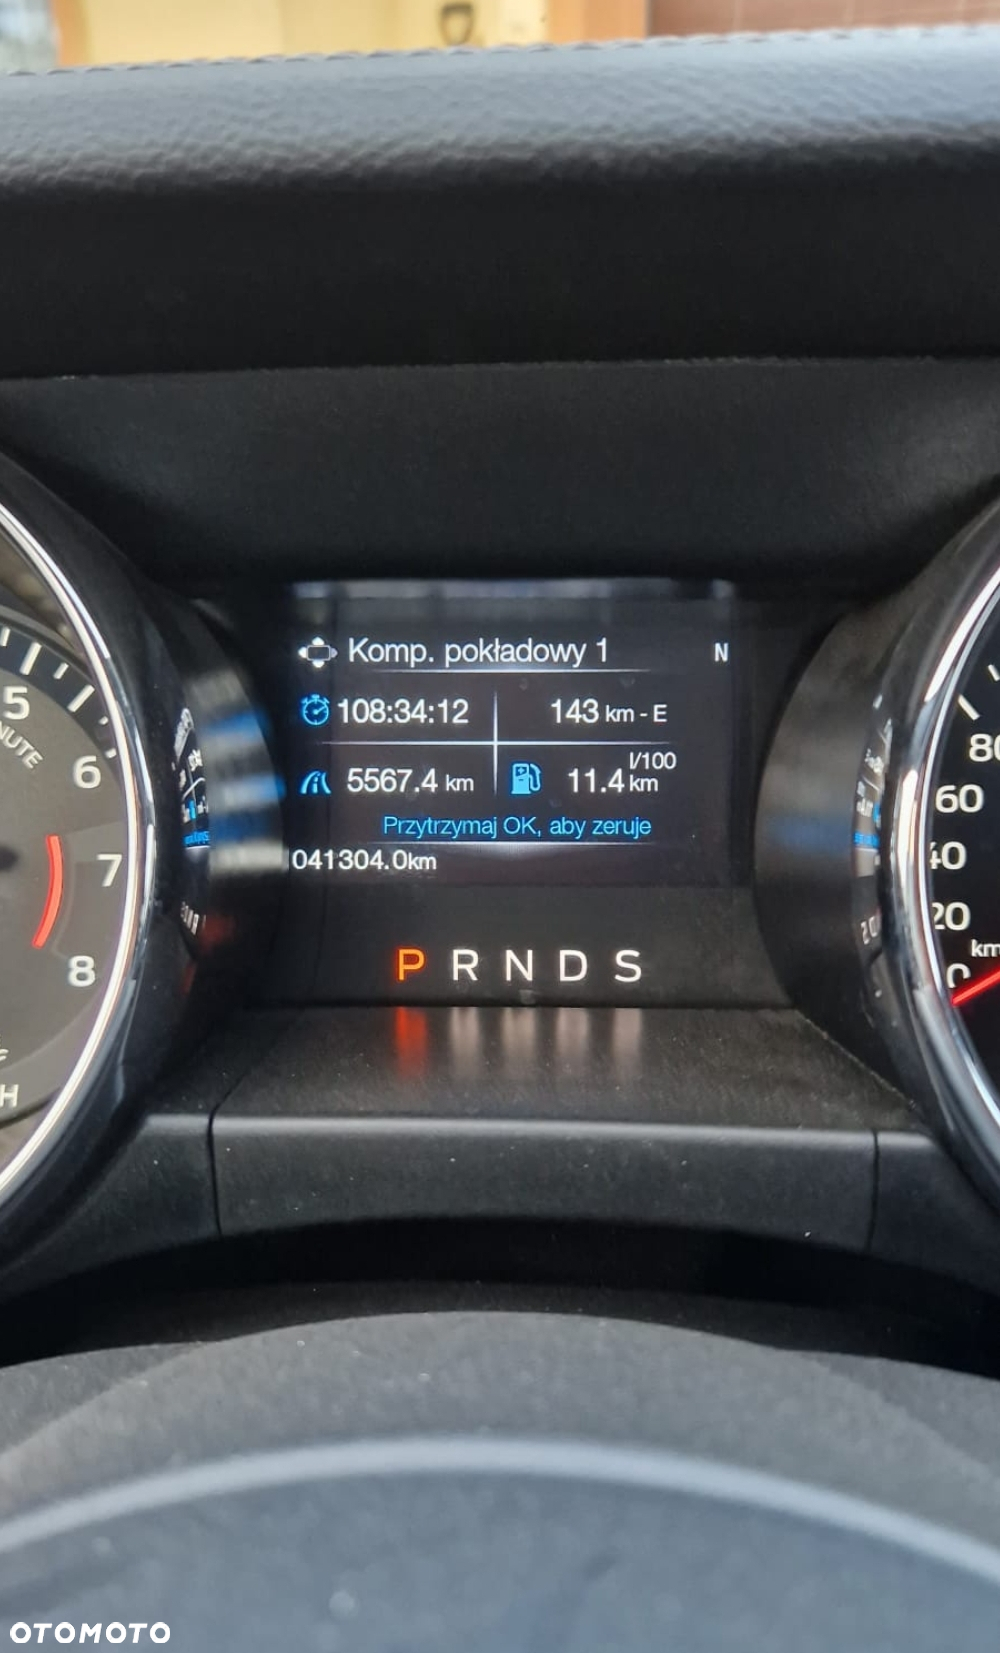 Komp. pokładowy 1 N
108:34:12 143 km - E
5567.4 km 11.4 l/100 km
Przytrzymaj OK, aby zeruje
041304.0km
P R N D S
5
6
7
8
80
60
40
20
0
OTOMOTO